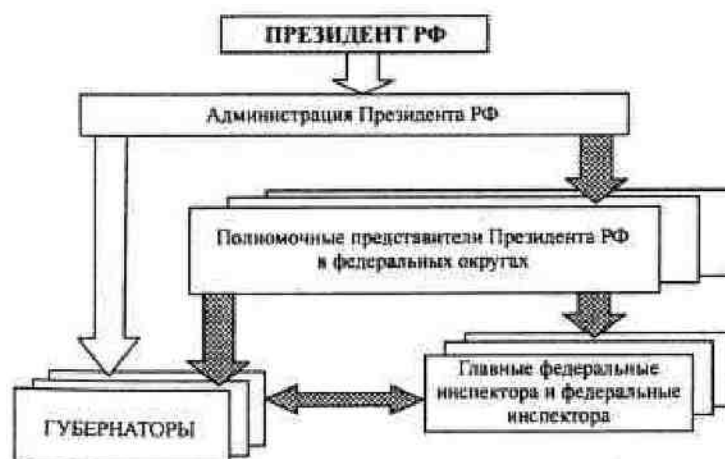 ПРЕЗИДЕНТ РФ
Администрация Президента РФ
Полномочные представители Президента РФ
в федеральных округах
Главные федеральные
инспектора и федеральные
инспектора
ГУБЕРНАТОРЫ